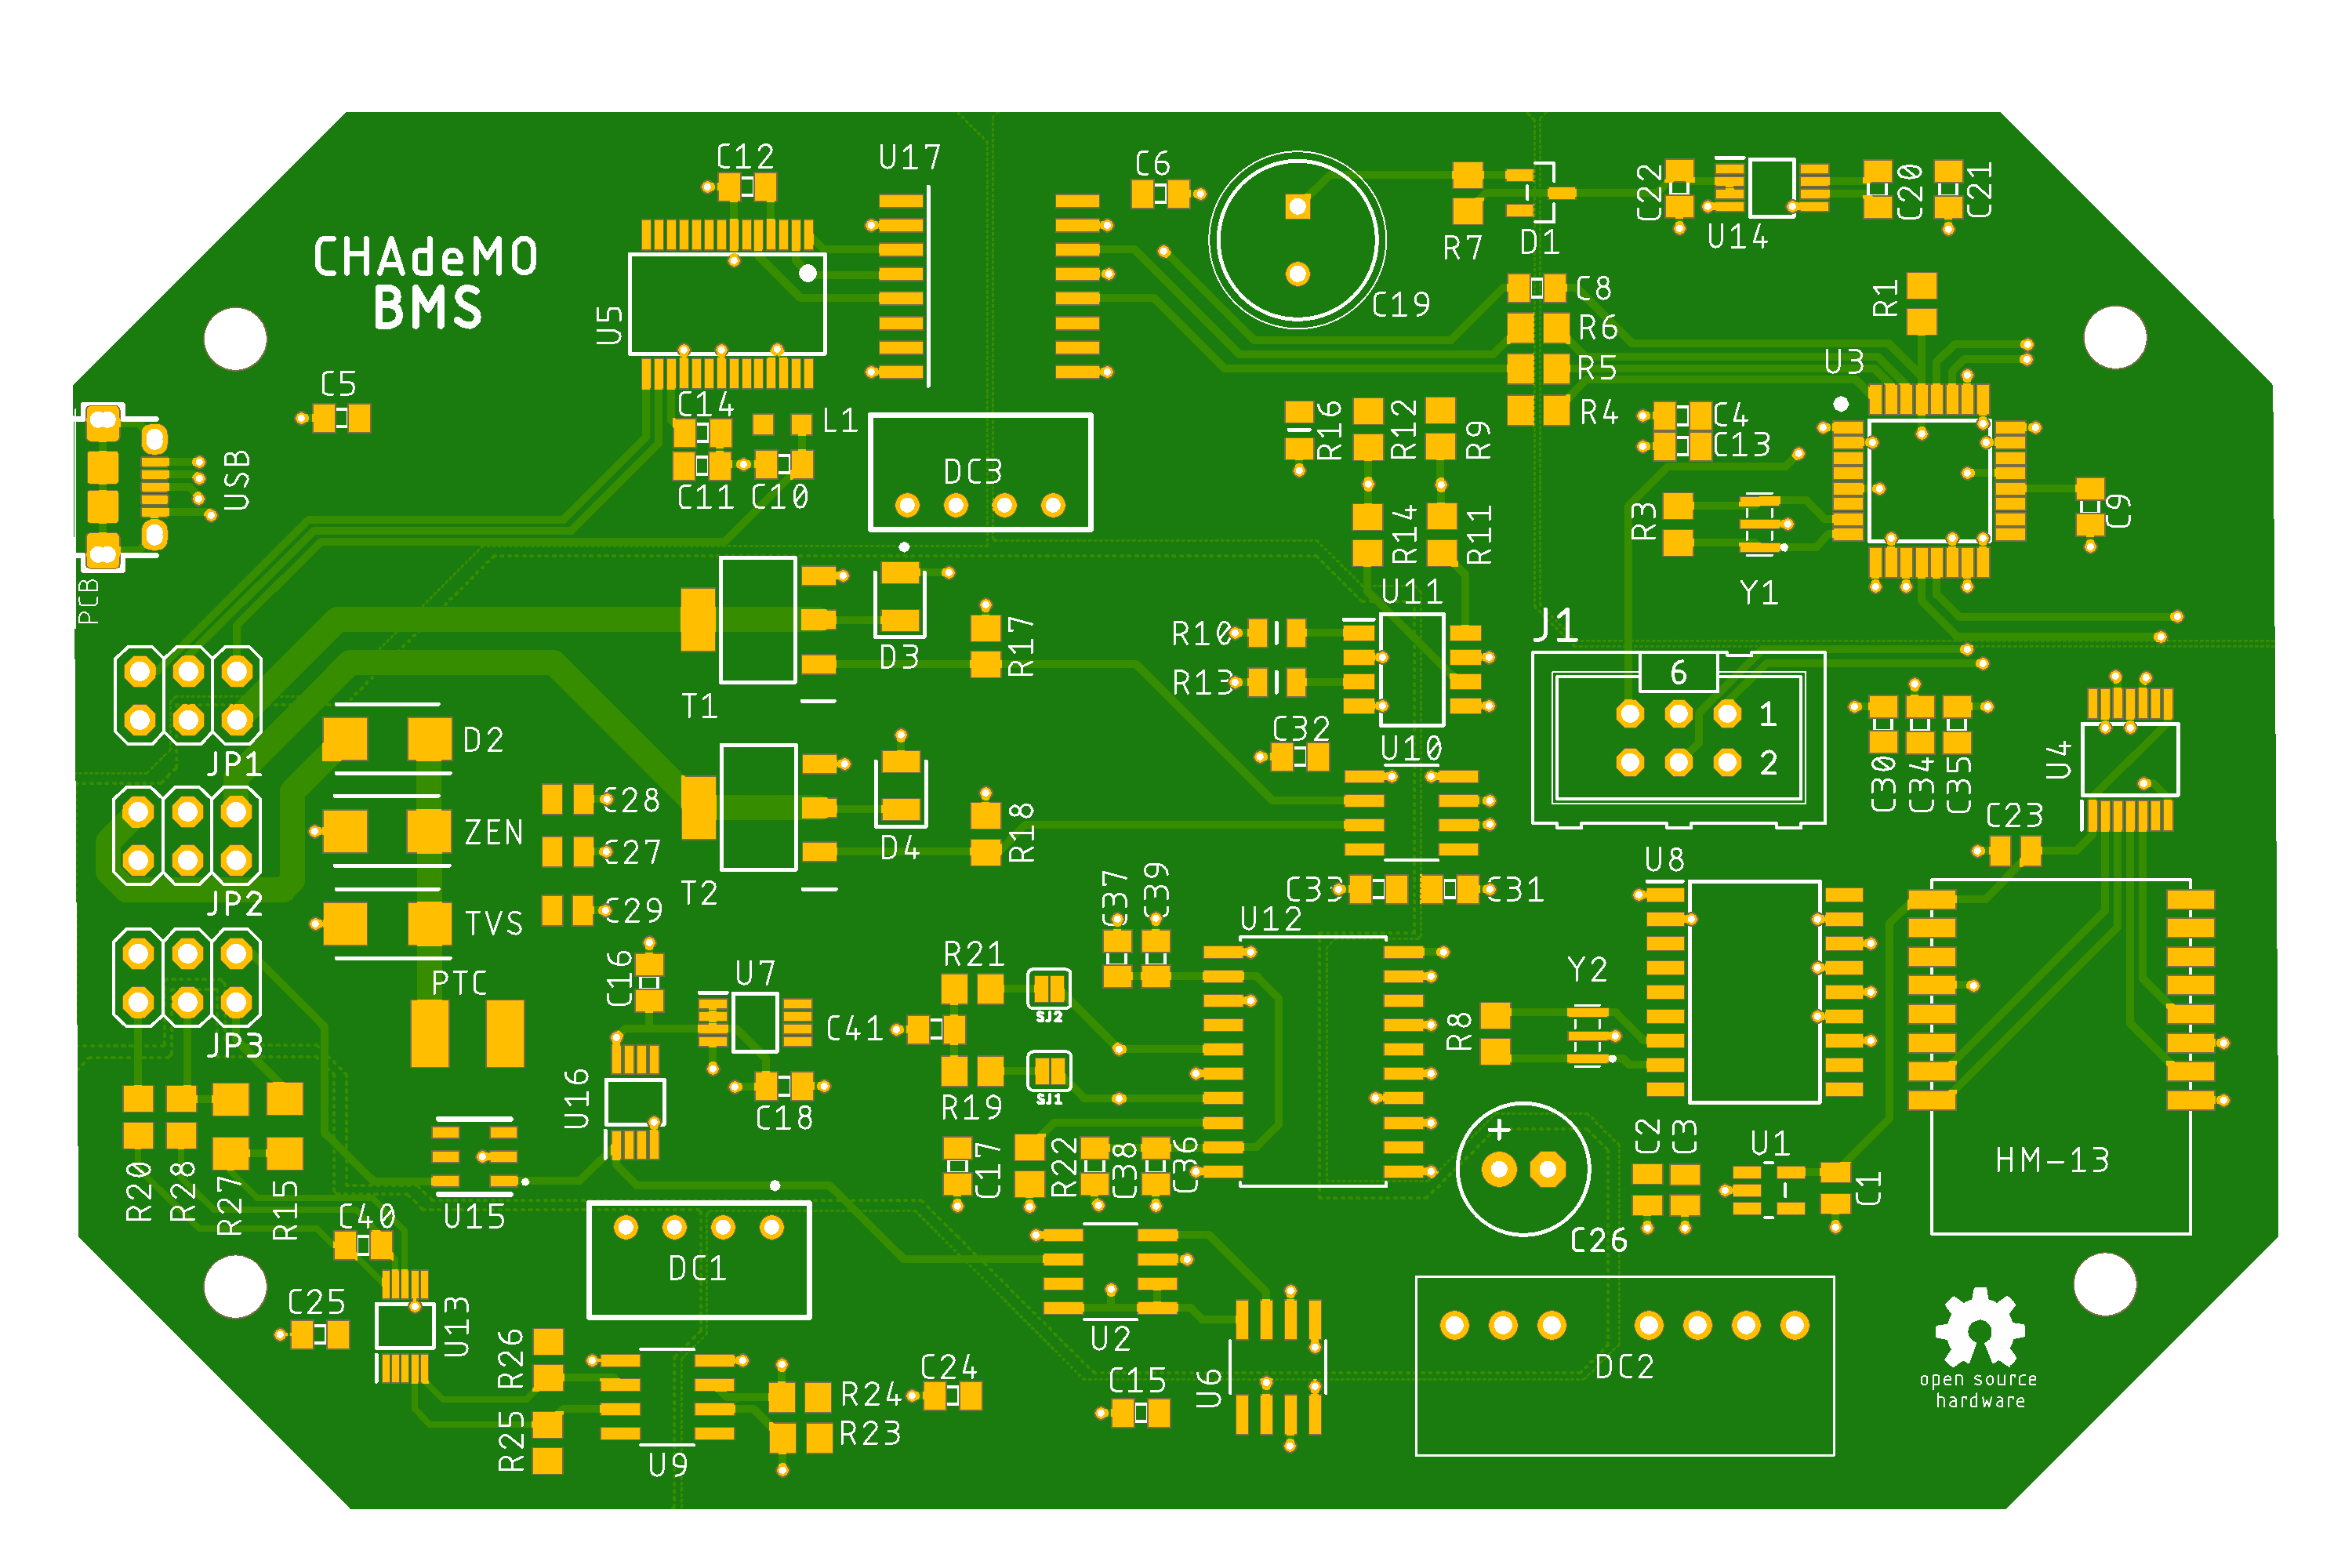 C12
U17
C6
C22
C20
C21
U14
R7
D1
CHAdeMO
BMS
U5
C19
C8
R6
R5
R4
R1
U3
C5
C14
L1
C11
C10
DC3
R16
R12
R9
C4
C13
R3
C9
USB
PCB
R14
R11
Y1
U11
J1
R10
R13
D3
R17
T1
6
1
2
C32
U10
JP1
D2
C28
ZEN
C27
D4
R18
C30
C34
C35
U4
C23
JP2
T2
C29
TVS
C37
C39
C33
C31
U8
U12
PTC
C16
U7
R21
Y2
SJ2
C41
R8
JP3
U16
C18
R19
SJ1
+
C2
C3
U1
C1
HM-13
R20
R28
R27
R15
C40
U15
C17
R22
C38
C36
C26
DC1
C25
U13
R26
U2
C24
C15
U6
DC2
R24
R23
R25
U9
open source
hardware